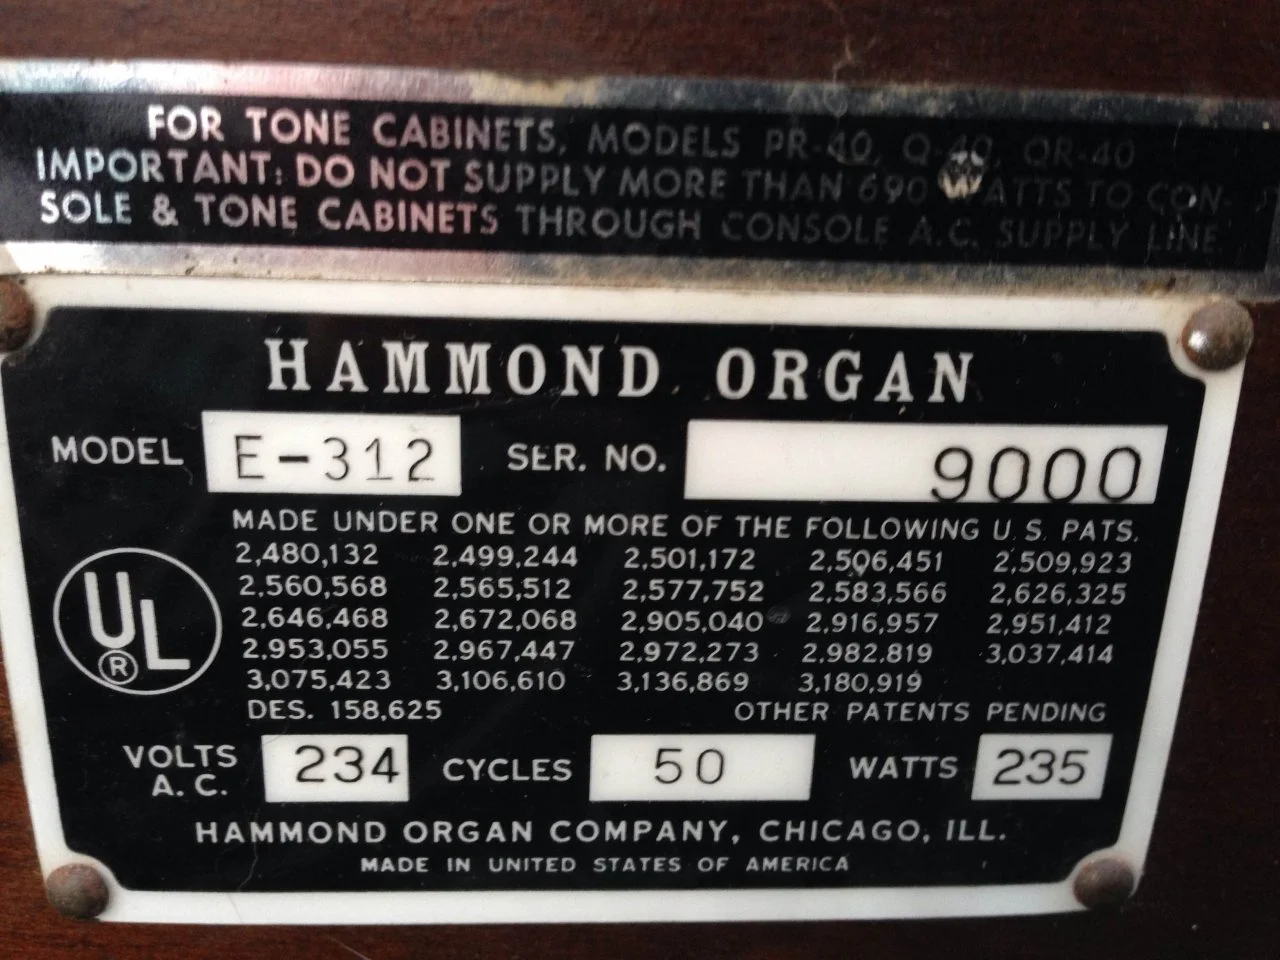 FOR TONE CABINETS, MODELS PR-40, Q-40, QR-40
IMPORTANT: DO NOT SUPPLY MORE THAN 690 WATTS TO CON-
SOLE & TONE CABINETS THROUGH CONSOLE A.C. SUPPLY LINE
HAMMOND ORGAN
MODEL E-312 SER. NO. 9000
MADE UNDER ONE OR MORE OF THE FOLLOWING U.S. PATS.
2,480,132 2,499,244 2,501,172 2,506,451 2,509,923
2,560,568 2,565,512 2,577,752 2,583,566 2,626,325
2,646,468 2,672,068 2,905,040 2,916,957 2,951,412
2,953,055 2,967,447 2,972,273 2,982,819 3,037,414
3,075,423 3,106,610 3,136,869 3,180,919
DES. 158,625 OTHER PATENTS PENDING
UL ®
VOLTS A.C. 234 CYCLES 50 WATTS 235
HAMMOND ORGAN COMPANY, CHICAGO, ILL.
MADE IN UNITED STATES OF AMERICA